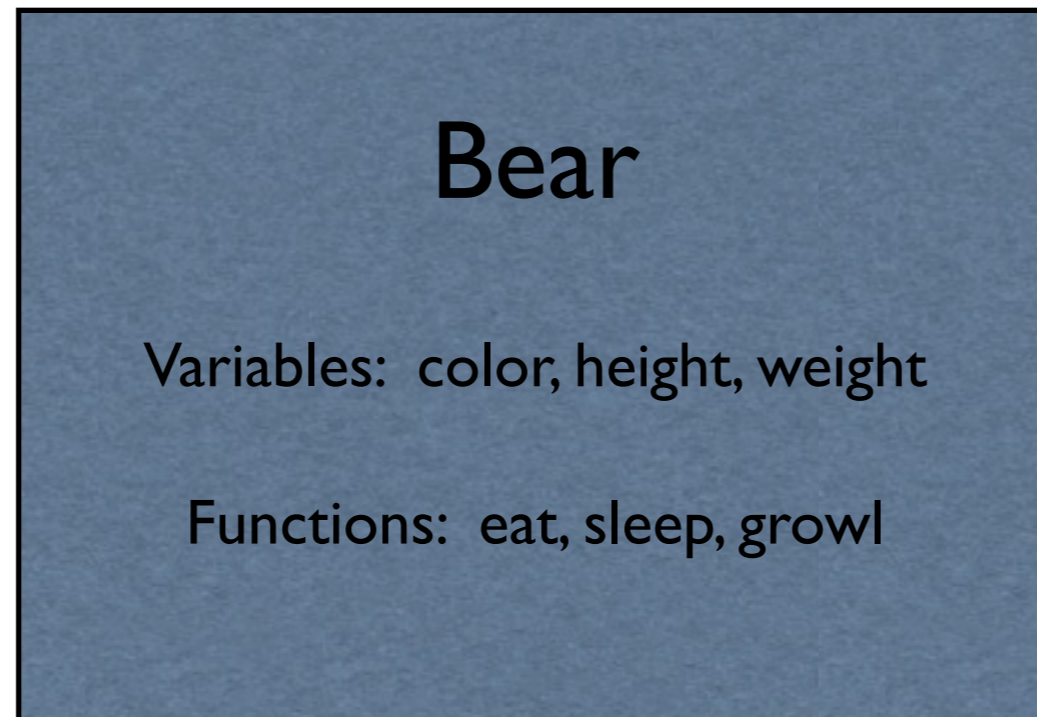 Bear
Variables: color, height, weight
Functions: eat, sleep, growl